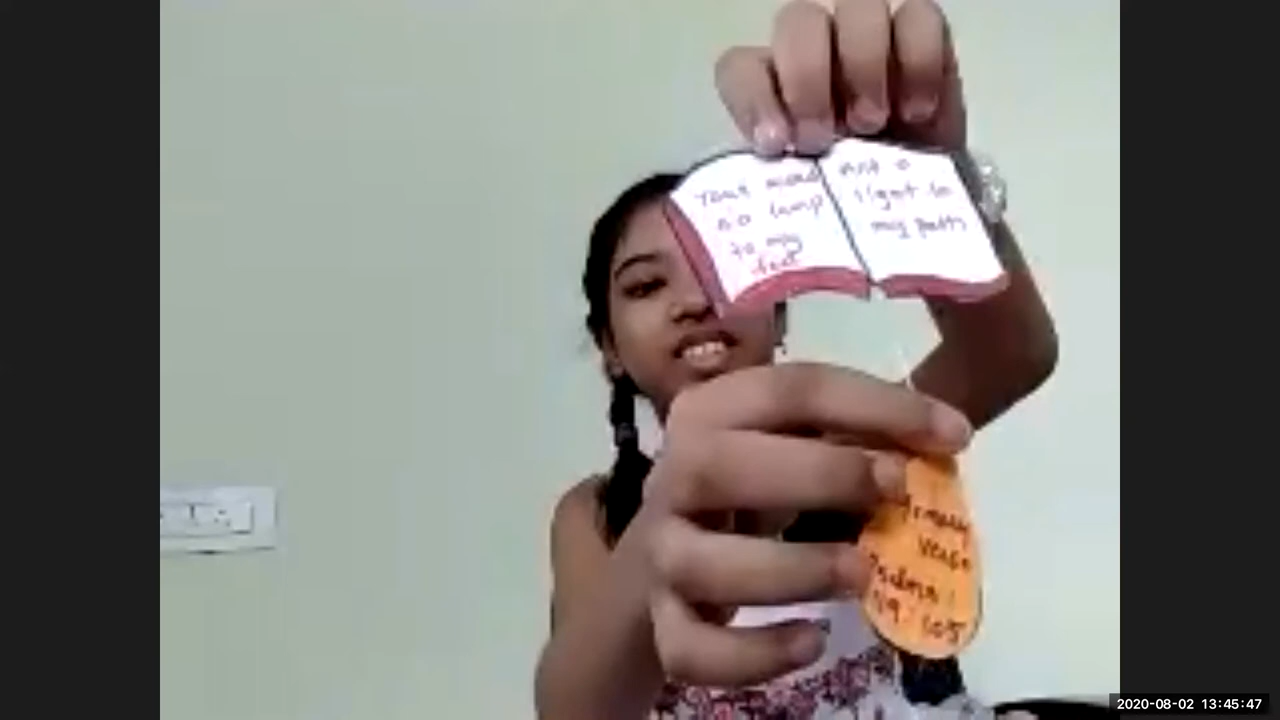 Your word
is a lamp
to my
feet
and a
light to
my path
Memory
verse
Psalms:
119:105
2020-08-02 13:45:47